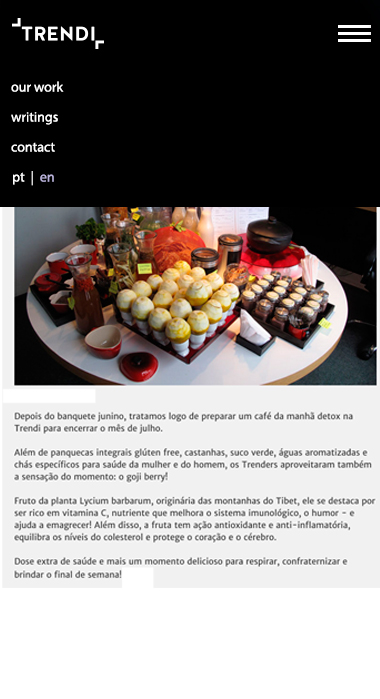 TRENDI
our work
writings
contact
pt | en
Depois do banquete junino, tratamos logo de preparar um café da manhã detox na
Trendi para encerrar o mês de julho.
Além de panquecas integrais glúten free, castanhas, suco verde, águas aromatizadas e
chás específicos para saúde da mulher e do homem, os Trenders aproveitaram também
a sensação do momento: o goji berry!
Fruto da planta Lycium barbarum, originária das montanhas do Tibet, ele se destaca por
ser rico em vitamina C, nutriente que melhora o sistema imunológico, o humor - e
ajuda a emagrecer! Além disso, a fruta tem ação antioxidante e anti-inflamatória,
equilibra os níveis do colesterol e protege o coração e o cérebro.
Dose extra de saúde e mais um momento delicioso para respirar, confraternizar e
brindar o final de semana!